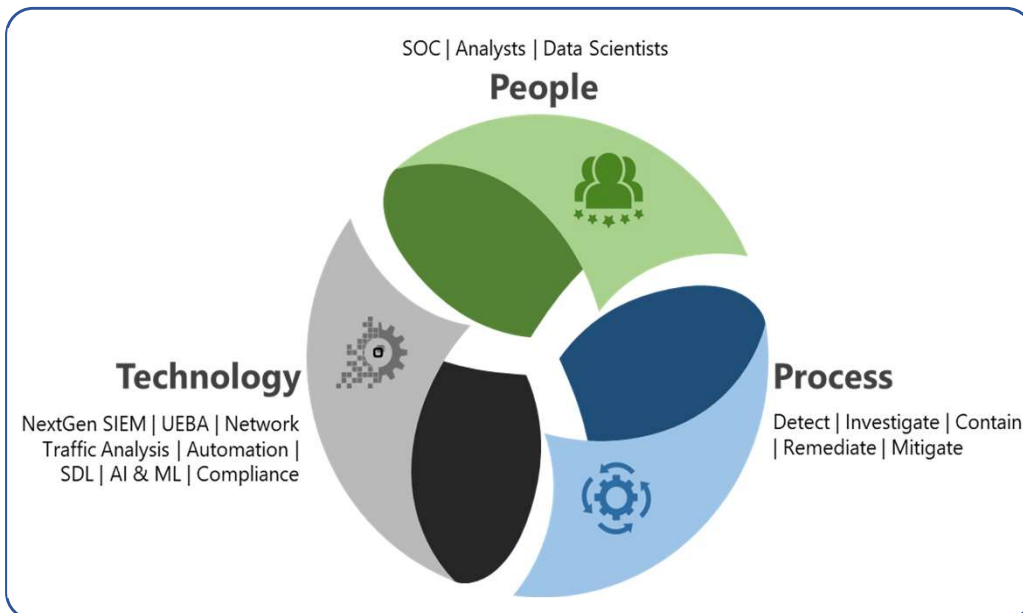 SOC | Analysts | Data Scientists
People
Technology
NextGen SIEM | UEBA | Network
Traffic Analysis | Automation |
SDL | AI & ML | Compliance
Process
Detect | Investigate | Contain
| Remediate | Mitigate